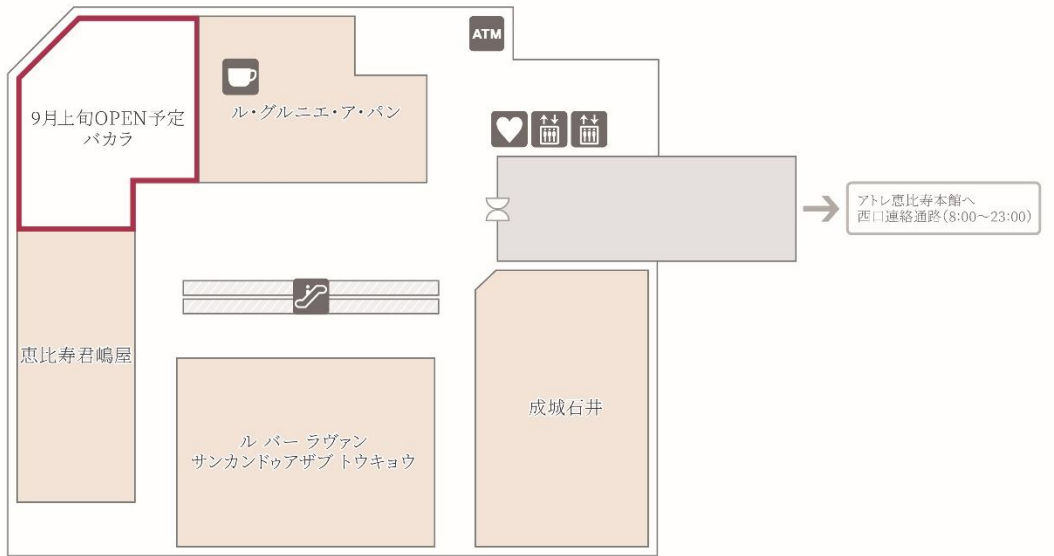 ATM
9月上旬OPEN予定
バカラ
ル・グルニエ・ア・パン
アトレ恵比寿本館へ
西口連絡通路(8:00~23:00)
恵比寿君嶋屋
成城石井
ル バー ラヴァン
サンカンドゥアザブ トウキョウ